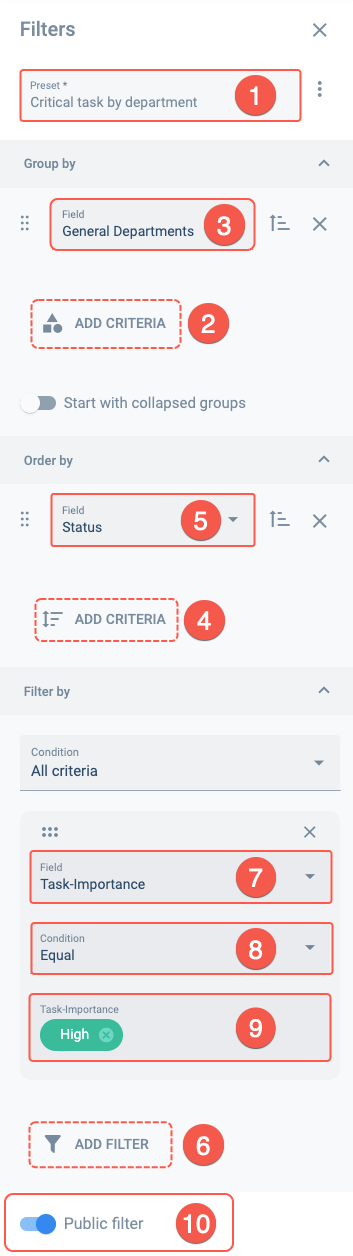 Filters
Preset *
Critical task by department
1
Group by
Field
General Departments
3
ADD CRITERIA
2
Start with collapsed groups
Order by
Field
Status
5
ADD CRITERIA
4
Filter by
Condition
All criteria
Field
Task-Importance
7
Condition
Equal
8
Task-Importance
High
9
ADD FILTER
6
Public filter
10